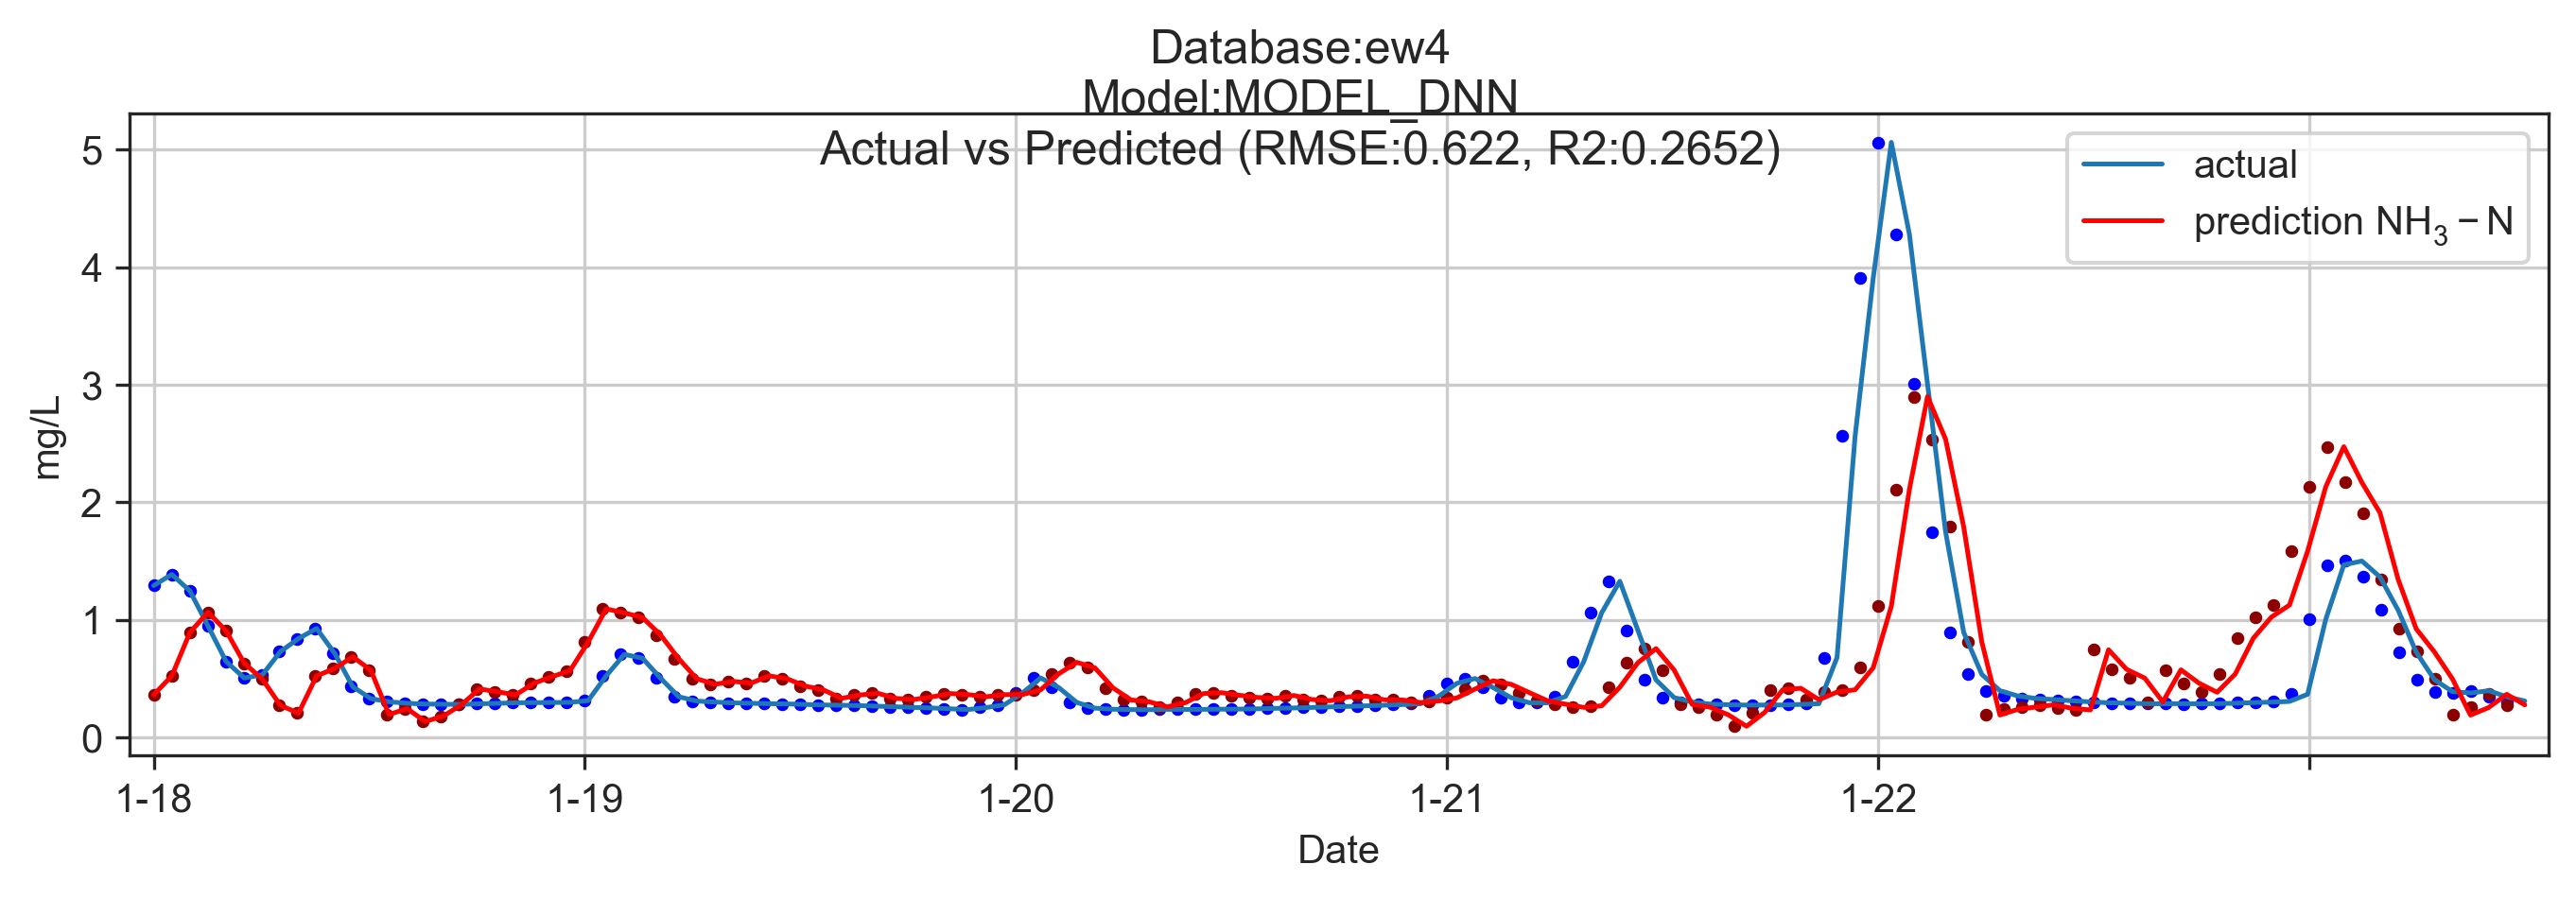 Database:ew4
Model:MODEL_DNN
Actual vs Predicted (RMSE:0.622, R2:0.2652)
actual
prediction NH₃ − N
mg/L
5
4
3
2
1
0
1-18
1-19
1-20
1-21
1-22
Date